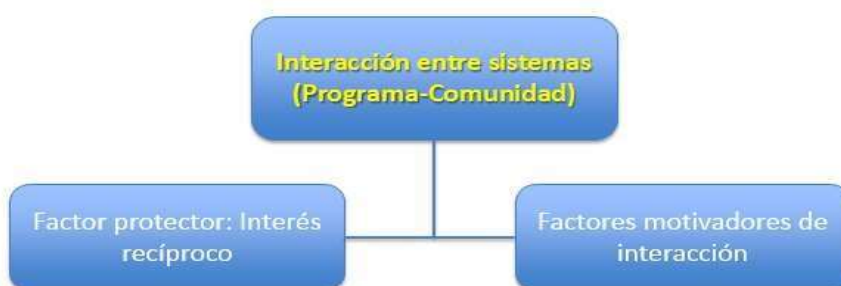 Interacción entre sistemas
(Programa-Comunidad)
Factor protector: Interés
recíproco
Factores motivadores de
interacción